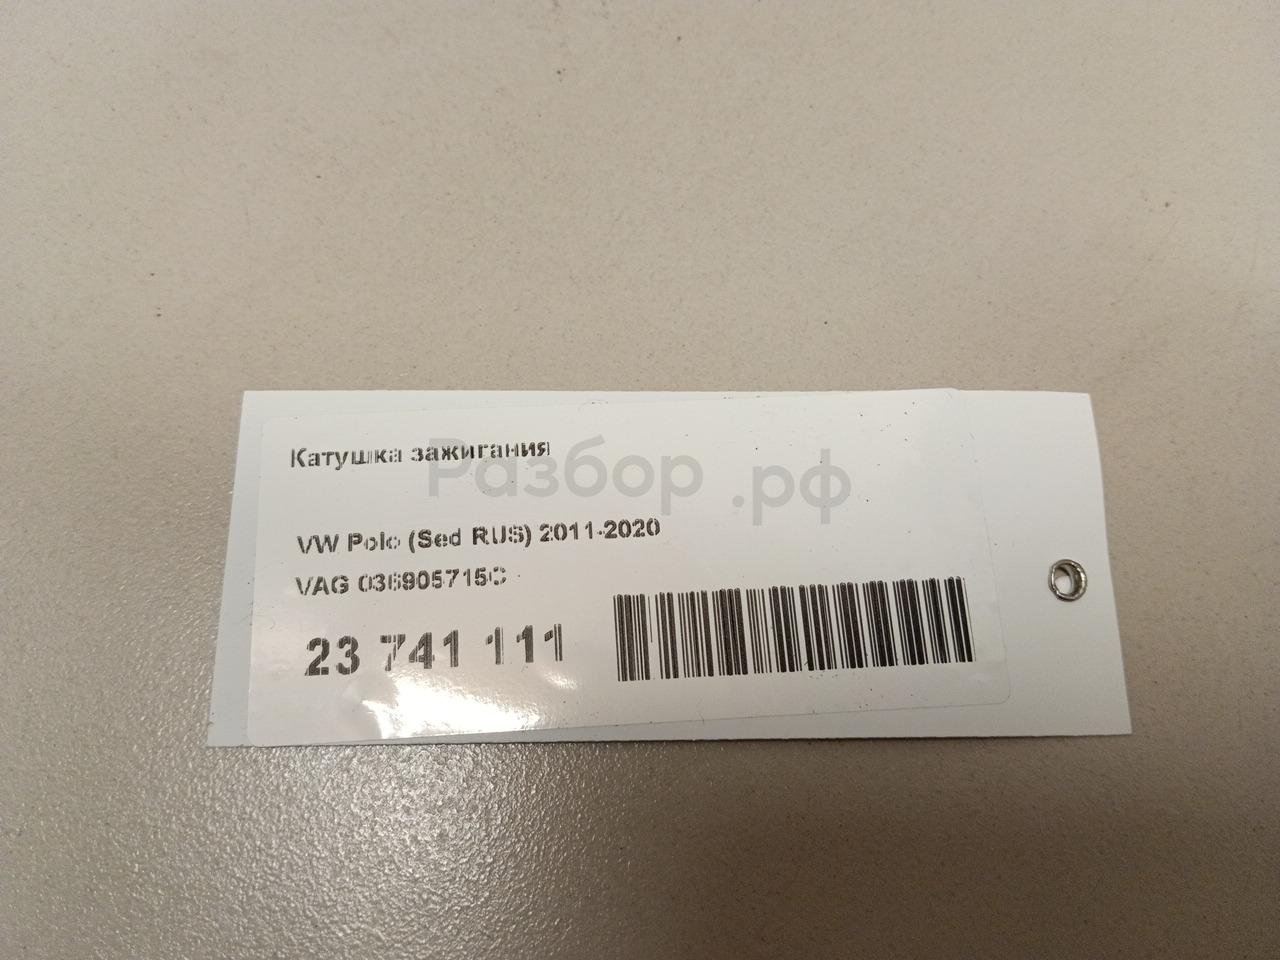 Катушка зажигания
Разбор.рф
VW Polo (Sed RUS) 2011-2020
VAG 036905715C
23 741 111